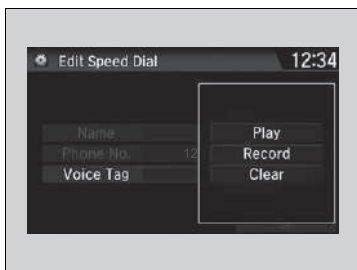 Edit Speed Dial 12:34
Name
Play
Phone No. 12
Record
Voice Tag
Clear